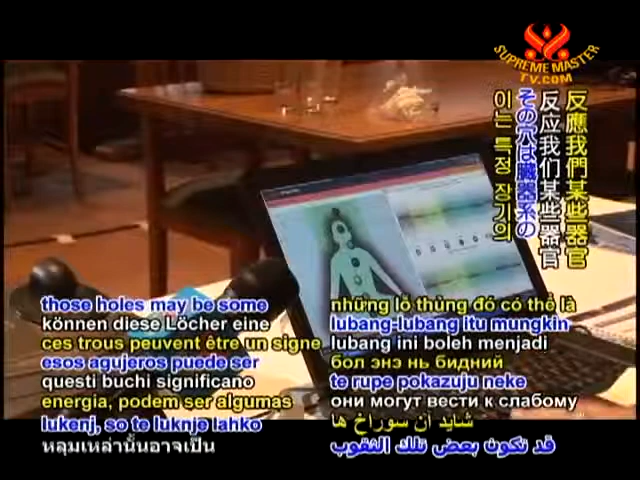 SUPREME MASTER
TV.COM
反應我們某些器官
反应我们某些器官
その穴は臓器系の
이는 특정 장기의
those holes may be some
können diese Löcher eine
ces trous peuvent être un signe
esos agujeros puede ser
questi buchi significano
energia, podem ser algumas
luknenj, so te luknje lahko
หลุมเหล่านั้นอาจเป็น
những lỗ thủng đó có thể là
lubang-lubang itu mungkin
lubang ini boleh menjadi
бол энэ нь бидний
te rupe pokazuju neke
они могут вести к слабому
شاید آن سوراخ ها
قد تكون بعض تلك الثقوب